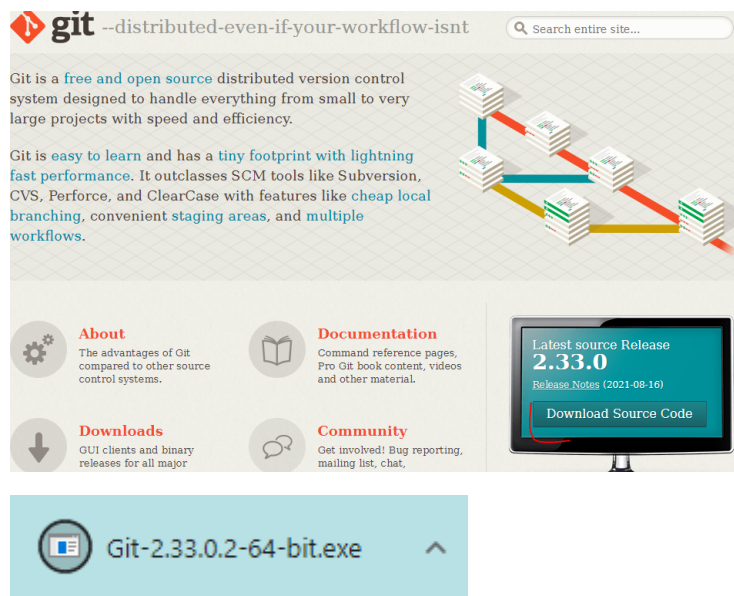 git --distributed-even-if-your-workflow-isnt
Search entire site...
Git is a free and open source distributed version control
system designed to handle everything from small to very
large projects with speed and efficiency.
Git is easy to learn and has a tiny footprint with lightning
fast performance. It outclasses SCM tools like Subversion,
CVS, Perforce, and ClearCase with features like cheap local
branching, convenient staging areas, and multiple
workflows.
About
The advantages of Git
compared to other source
control systems.
Documentation
Command reference pages,
Pro Git book content, videos
and other material.
Downloads
GUI clients and binary
releases for all major
Community
Get involved! Bug reporting,
mailing list, chat,
Latest source Release
2.33.0
Release Notes (2021-08-16)
Download Source Code
Git-2.33.0.2-64-bit.exe